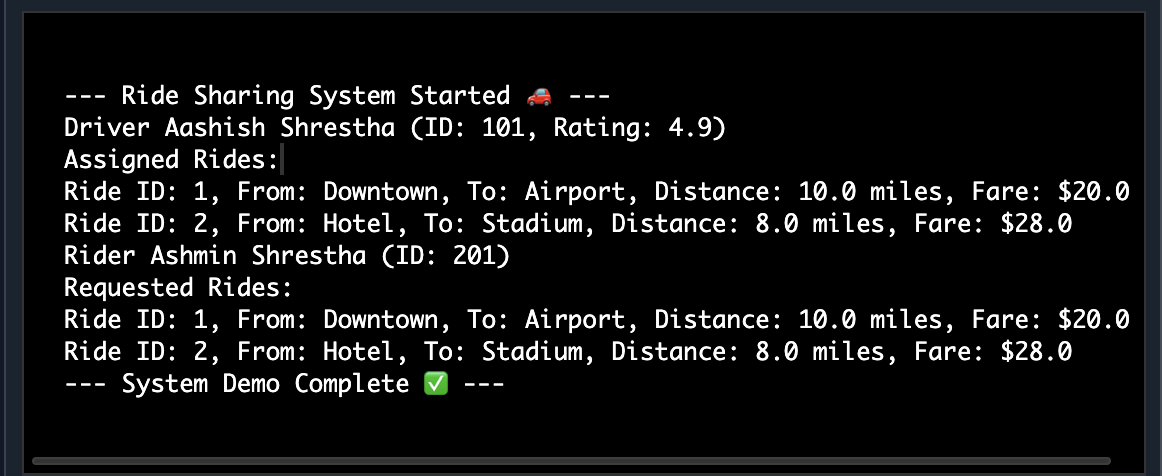 --- Ride Sharing System Started 🚗 ---
Driver Aashish Shrestha (ID: 101, Rating: 4.9)
Assigned Rides:
Ride ID: 1, From: Downtown, To: Airport, Distance: 10.0 miles, Fare: $20.0
Ride ID: 2, From: Hotel, To: Stadium, Distance: 8.0 miles, Fare: $28.0
Rider Ashmin Shrestha (ID: 201)
Requested Rides:
Ride ID: 1, From: Downtown, To: Airport, Distance: 10.0 miles, Fare: $20.0
Ride ID: 2, From: Hotel, To: Stadium, Distance: 8.0 miles, Fare: $28.0
--- System Demo Complete ✅ ---